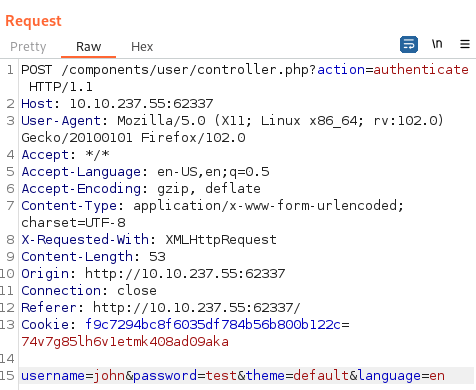 Request
Pretty Raw Hex \n
1 POST /components/user/controller.php?action=authenticate
HTTP/1.1
2 Host: 10.10.237.55:62337
3 User-Agent: Mozilla/5.0 (X11; Linux x86_64; rv:102.0)
Gecko/20100101 Firefox/102.0
4 Accept: */*
5 Accept-Language: en-US,en;q=0.5
6 Accept-Encoding: gzip, deflate
7 Content-Type: application/x-www-form-urlencoded;
charset=UTF-8
8 X-Requested-With: XMLHttpRequest
9 Content-Length: 53
10 Origin: http://10.10.237.55:62337
11 Connection: close
12 Referer: http://10.10.237.55:62337/
13 Cookie: f9c7294bc8f6035df784b56b800b122c=
74v7g85lh6v1etmk408ad09aka
14
15 username=john&password=test&theme=default&language=en